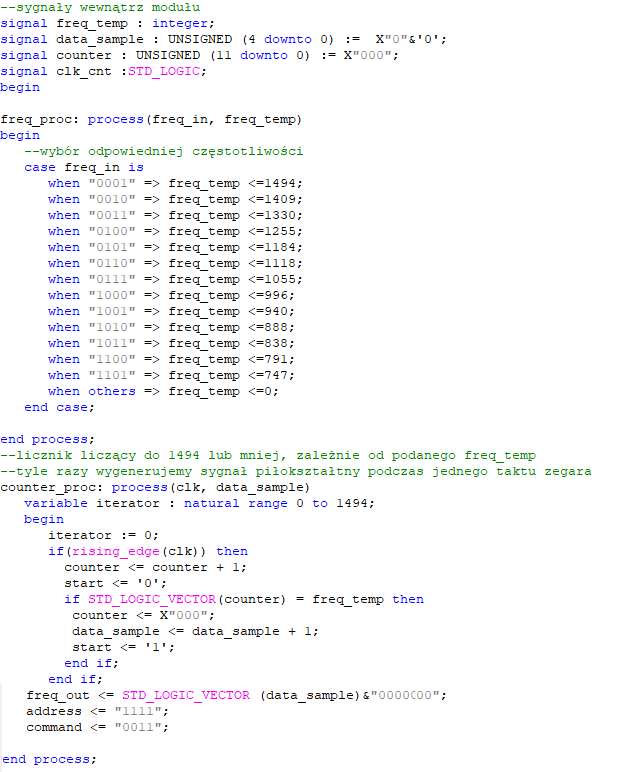 --sygnały wewnątrz modułu
signal freq_temp : integer;
signal data_sample : UNSIGNED (4 downto 0) :=  X"0"&'0';
signal counter : UNSIGNED (11 downto 0) := X"000";
signal clk_cnt :STD_LOGIC;
begin
freq_proc: process(freq_in, freq_temp)
begin
--wybór odpowiedniej częstotliwości
case freq_in is
when "0001" => freq_temp <=1494;
when "0010" => freq_temp <=1409;
when "0011" => freq_temp <=1330;
when "0100" => freq_temp <=1255;
when "0101" => freq_temp <=1184;
when "0110" => freq_temp <=1118;
when "0111" => freq_temp <=1055;
when "1000" => freq_temp <=996;
when "1001" => freq_temp <=940;
when "1010" => freq_temp <=888;
when "1011" => freq_temp <=838;
when "1100" => freq_temp <=791;
when "1101" => freq_temp <=747;
when others => freq_temp <=0;
end case;
end process;
--licznik liczący do 1494 lub mniej, zależnie od podanego freq_temp
--tyle razy wygenerujemy sygnał piłokształtny podczas jednego taktu zegara
counter_proc: process(clk, data_sample)
variable iterator : natural range 0 to 1494;
begin
iterator := 0;
if(rising_edge(clk)) then
counter <= counter + 1;
start <= '0';
if STD_LOGIC_VECTOR(counter) = freq_temp then
counter <= X"000";
data_sample <= data_sample + 1;
start <= '1';
end if;
end if;
freq_out <= STD_LOGIC_VECTOR (data_sample)&"0000000";
address <= "1111";
command <= "0011";
end process;